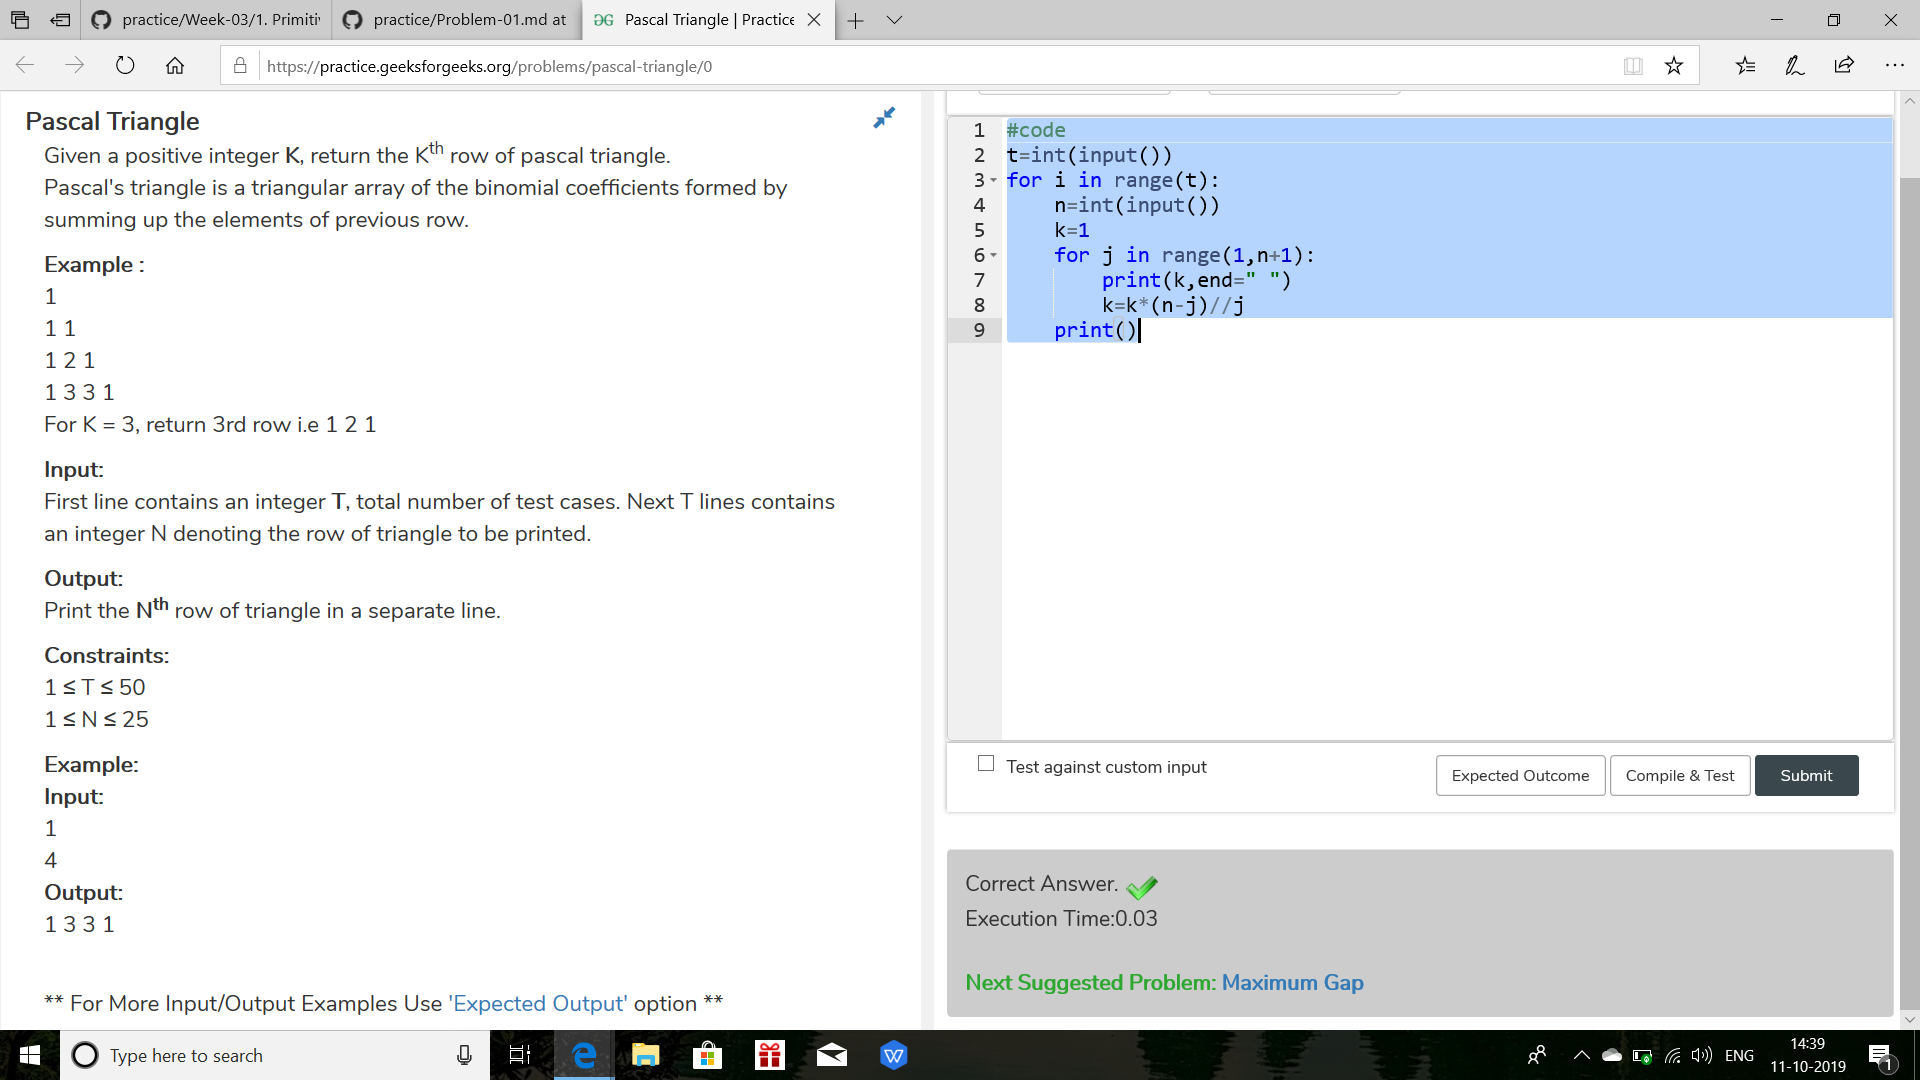 practice/Week-03/1. Primiti
practice/Problem-01.md at
Pascal Triangle | Practice
https://practice.geeksforgeeks.org/problems/pascal-triangle/0
Pascal Triangle
Given a positive integer K, return the Kth row of pascal triangle.
Pascal's triangle is a triangular array of the binomial coefficients formed by
summing up the elements of previous row.
Example :
1
1 1
1 2 1
1 3 3 1
For K = 3, return 3rd row i.e 1 2 1
Input:
First line contains an integer T, total number of test cases. Next T lines contains
an integer N denoting the row of triangle to be printed.
Output:
Print the Nth row of triangle in a separate line.
Constraints:
1 ≤ T ≤ 50
1 ≤ N ≤ 25
Example:
Input:
1
4
Output:
1 3 3 1
** For More Input/Output Examples Use 'Expected Output' option **
1 #code
2 t=int(input())
3 for i in range(t):
4     n=int(input())
5     k=1
6     for j in range(1,n+1):
7         print(k,end=" ")
8         k=k*(n-j)//j
9     print()
Test against custom input
Expected Outcome
Compile & Test
Submit
Correct Answer.
Execution Time:0.03
Next Suggested Problem: Maximum Gap
Type here to search
ENG
14:39
11-10-2019
1